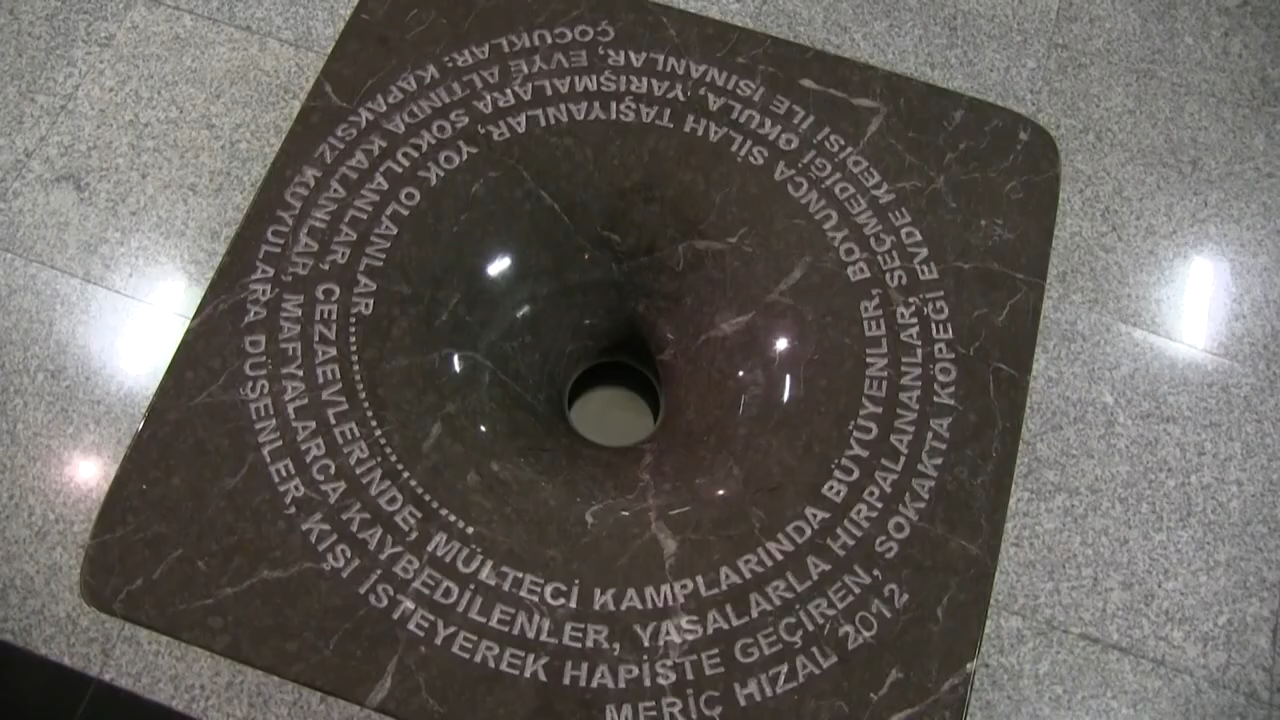 ÇOCUKLAR: KAPAKSIZ KUYULARA DÜŞENLER, KIŞI İSTEYEREK HAPİSTE GEÇİREN, SOKAKTA KÖPEĞİ EVDE KEDİSİ İLE ISINANLAR,
EVYE ALTINDA KALANLAR, MAFYALARCA KAYBEDİLENLER, YASALARLA HIRPALANANLAR, SEÇMEDİĞİ OKULA,
YARIŞMALARA SOKULANLAR, CEZAEVLERİNDE, MÜLTECİ KAMPLARINDA BÜYÜYENLER, BOYUNCA SİLAH TAŞIYANLAR,
YOK OLANLAR..............................
MERİÇ HIZAL 2012